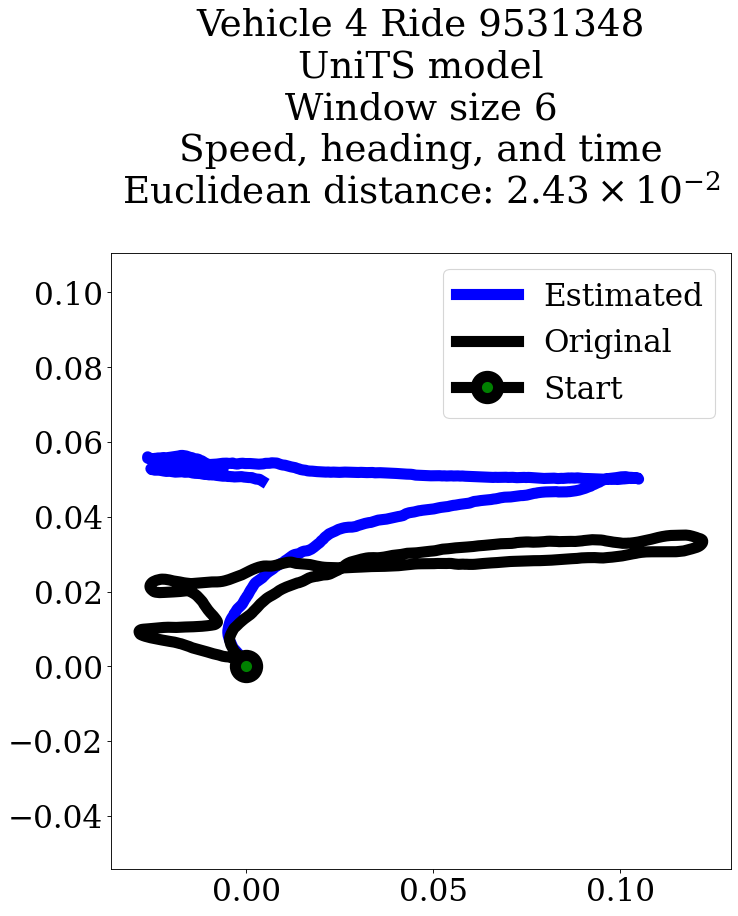 Vehicle 4 Ride 9531348
UniTS model
Window size 6
Speed, heading, and time
Euclidean distance: 2.43 × 10⁻²
Estimated
Original
Start
0.10
0.08
0.06
0.04
0.02
0.00
−0.02
−0.04
0.00 0.05 0.10